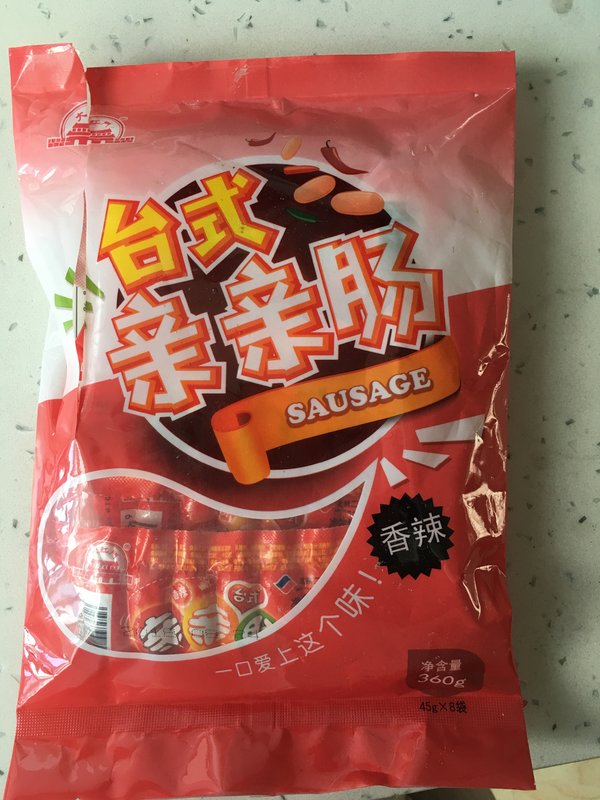 台式
亲亲肠
SAUSAGE
香辣
一口爱上这个味!
净含量
360g
45g×8袋